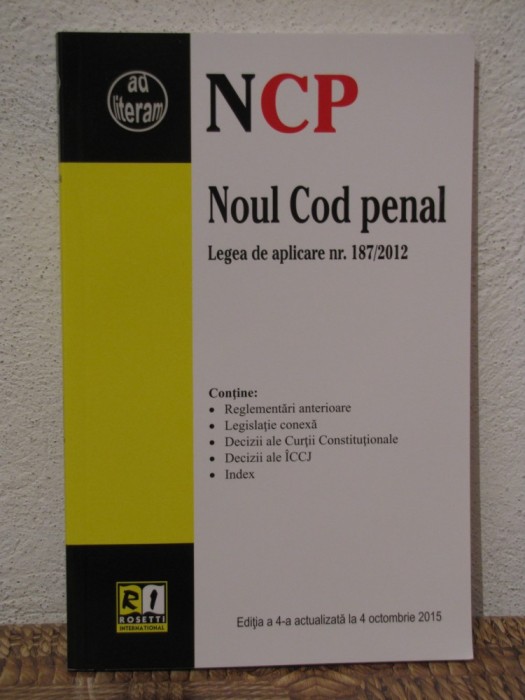 ad
literam
NCP
Noul Cod penal
Legea de aplicare nr. 187/2012
Conține:
• Reglementări anterioare
• Legislație conexă
• Decizii ale Curții Constituționale
• Decizii ale ÎCCJ
• Index
R I
ROSETTI
INTERNATIONAL
Ediția a 4-a actualizată la 4 octombrie 2015